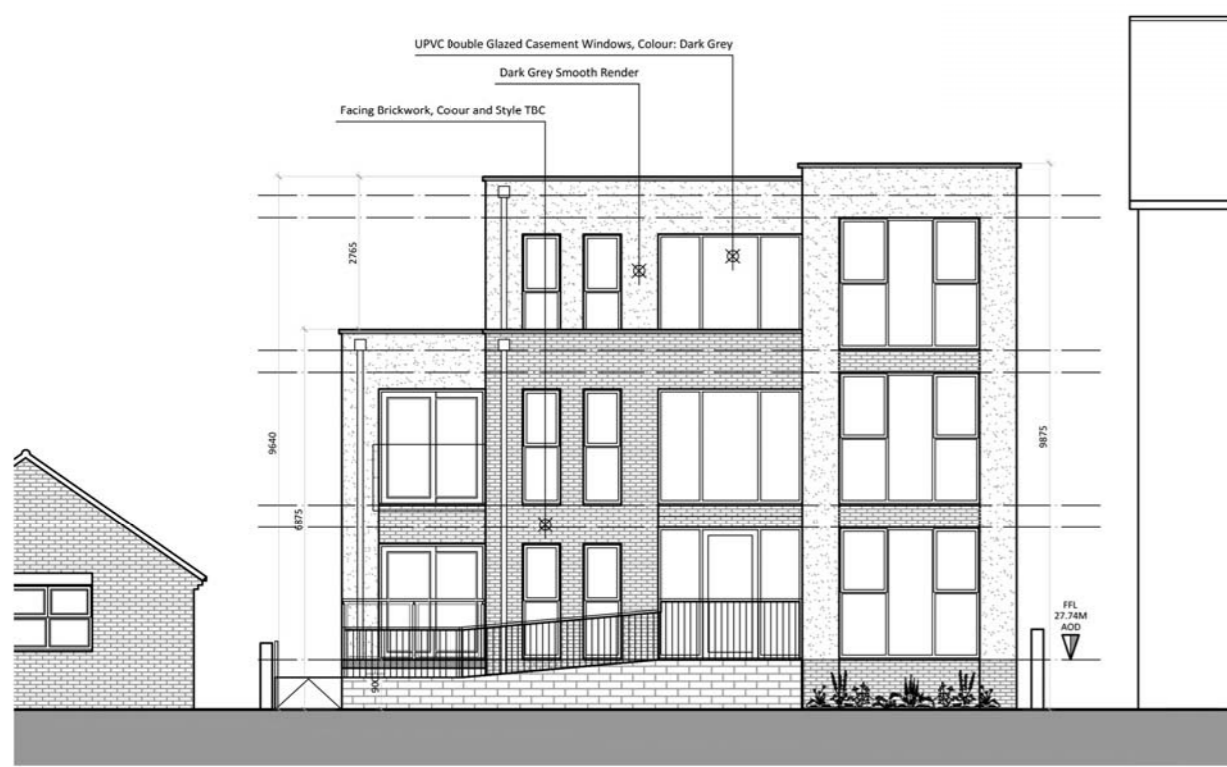 UPVC Double Glazed Casement Windows, Colour: Dark Grey
Dark Grey Smooth Render
Facing Brickwork, Coour and Style TBC
2765
9640
6875
9875
FFL
27.74M
AOD